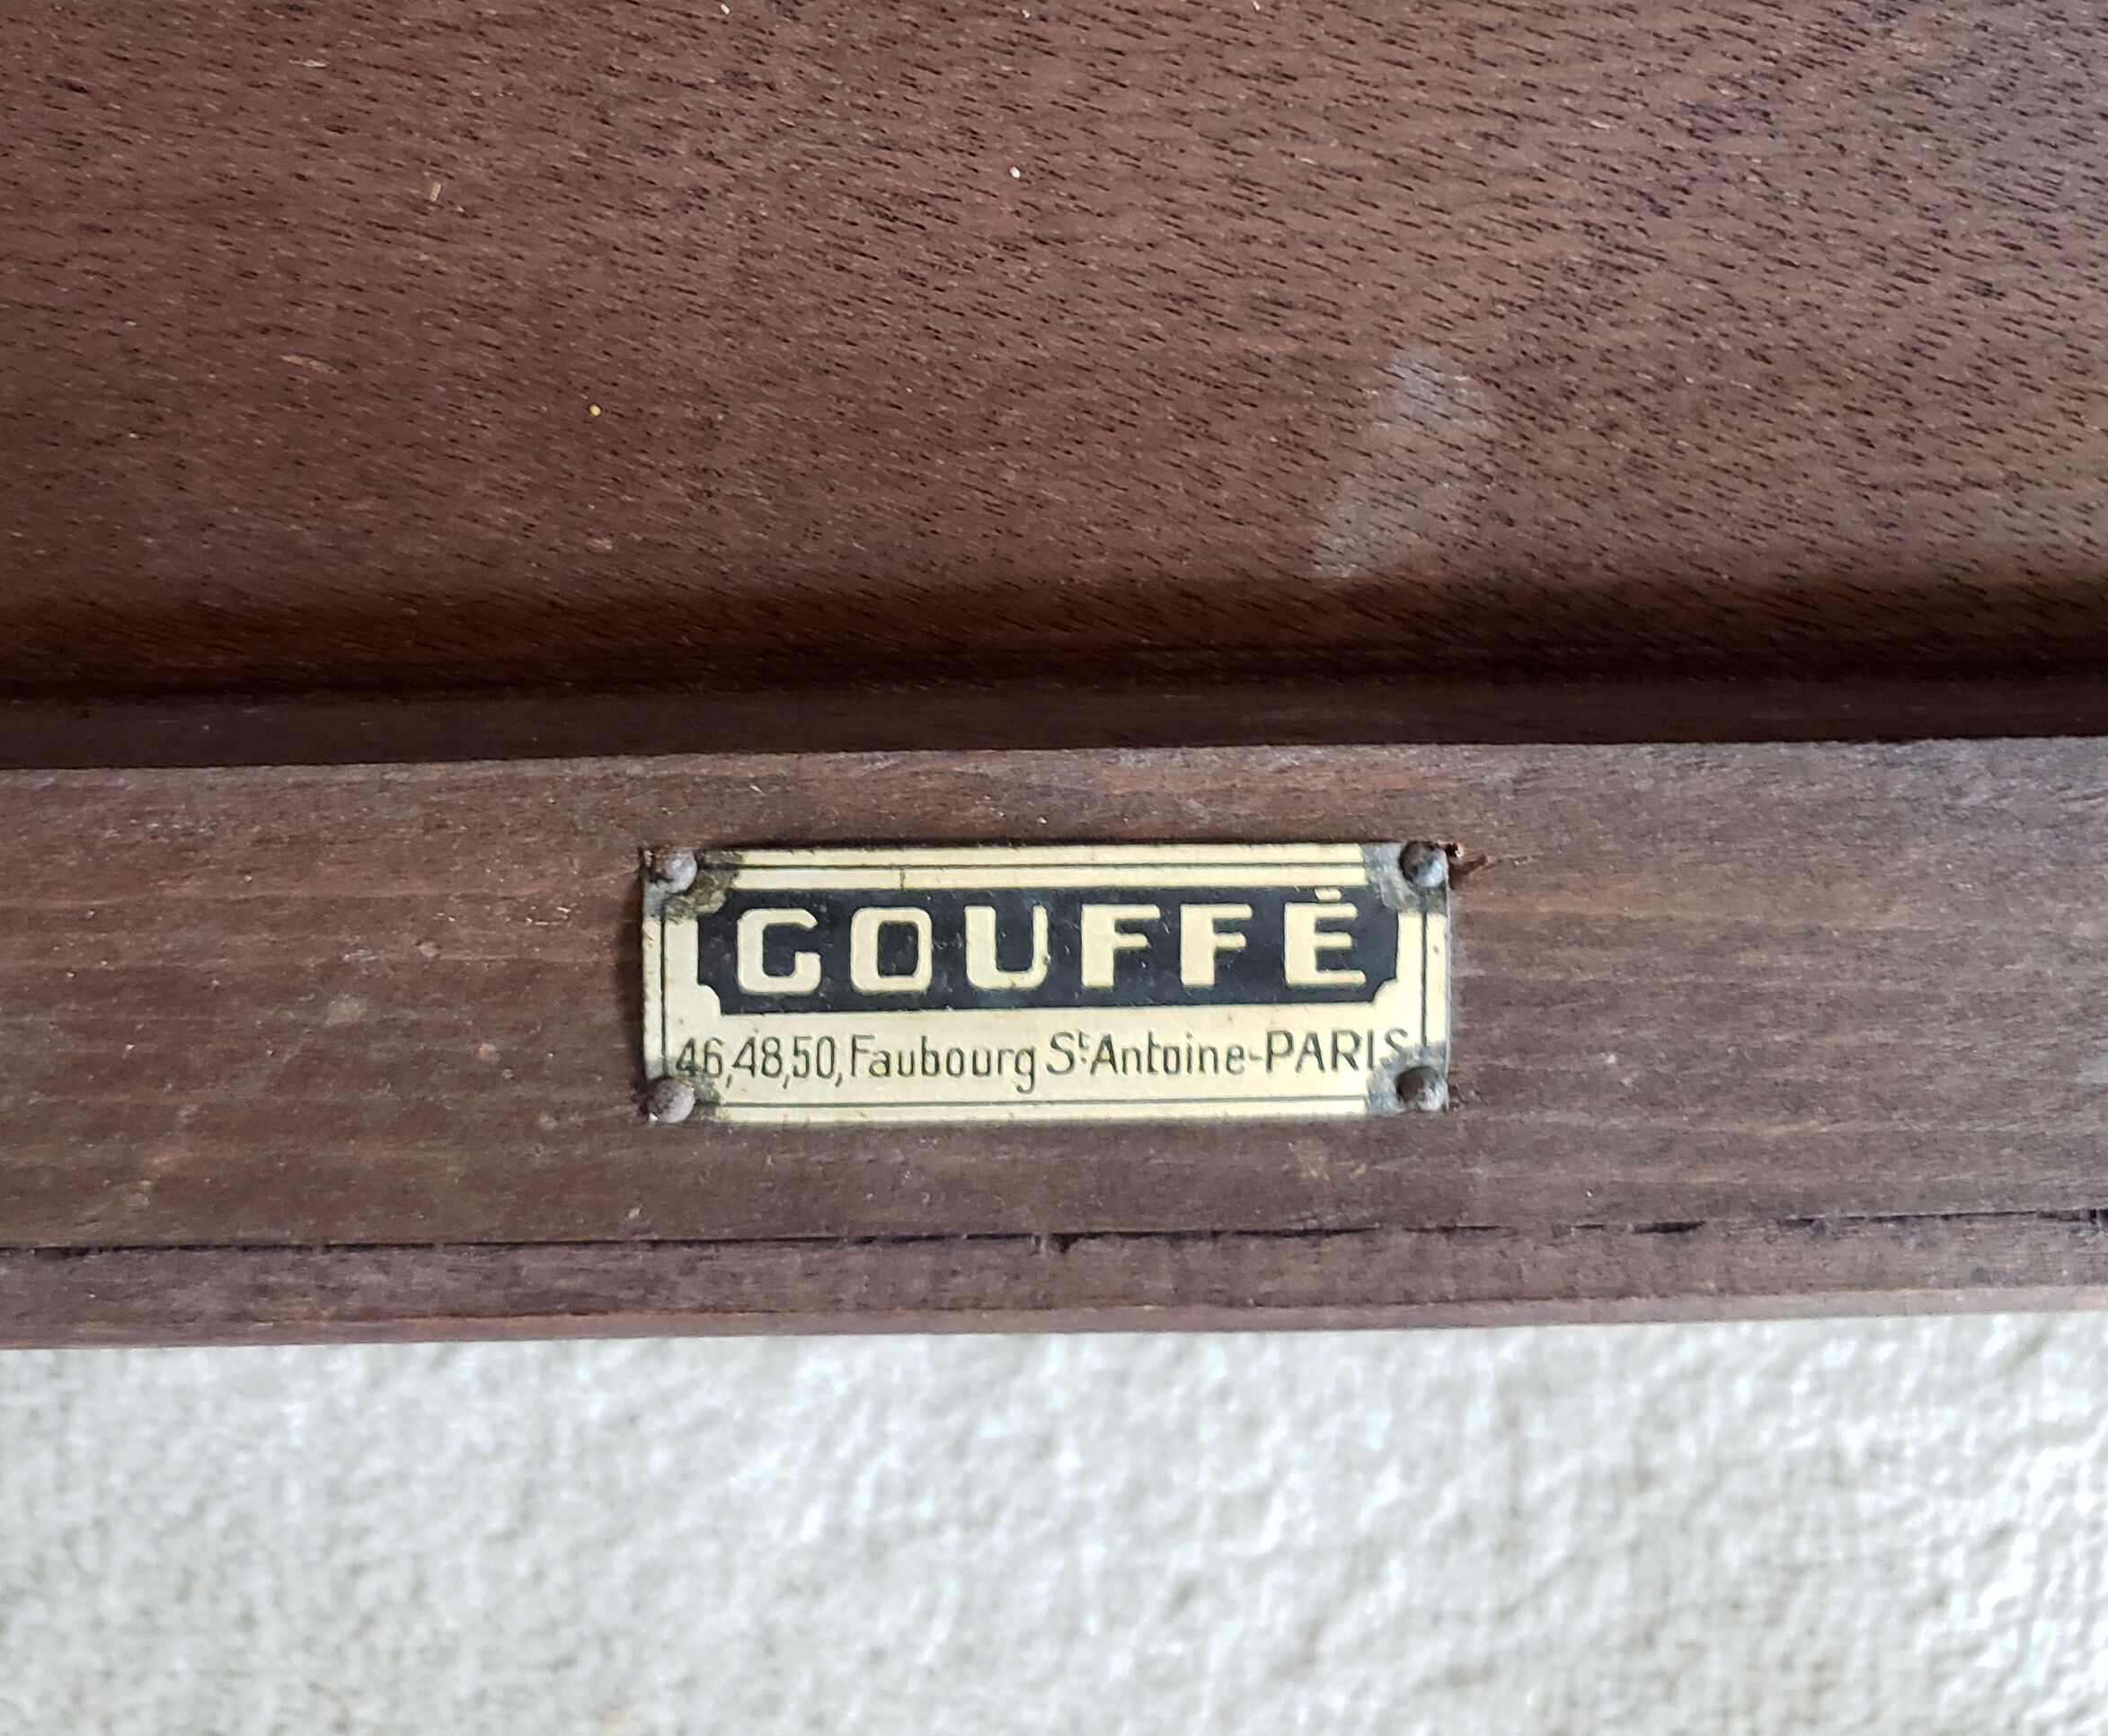 GOUFFÉ
46,48,50, Faubourg St Antoine-PARIS